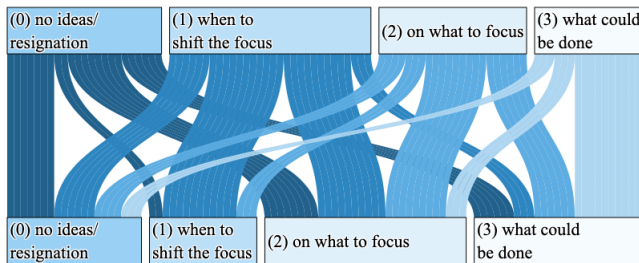 (0) no ideas/
resignation
(1) when to
shift the focus
(2) on what to focus
(3) what could
be done
(0) no ideas/
resignation
(1) when to
shift the focus
(2) on what to focus
(3) what could
be done